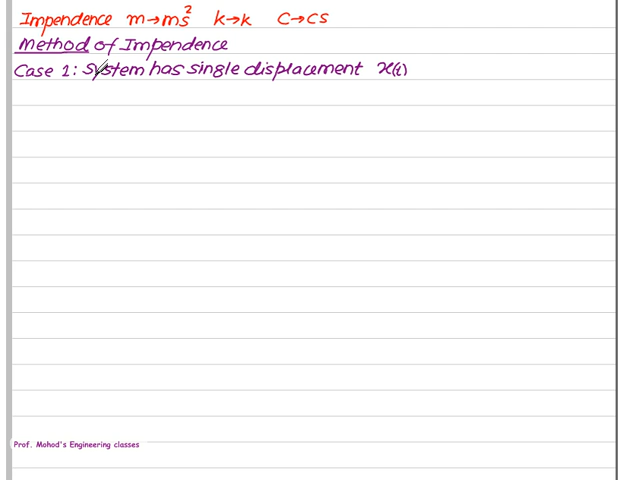 Impendence m→ms² k→k C→CS
Method of Impendence
Case 1: System has single displacement x(t)
Prof. Mohod's Engineering classes